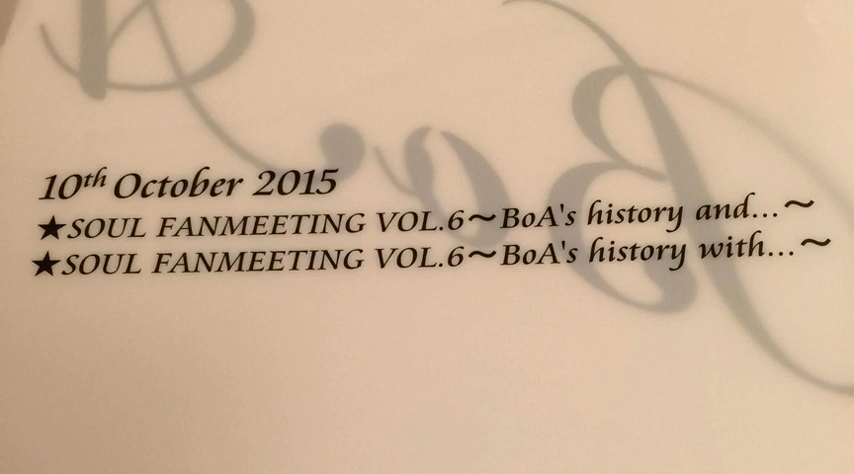 10th October 2015
★SOUL FANMEETING VOL.6～BoA's history and...～
★SOUL FANMEETING VOL.6～BoA's history with...～